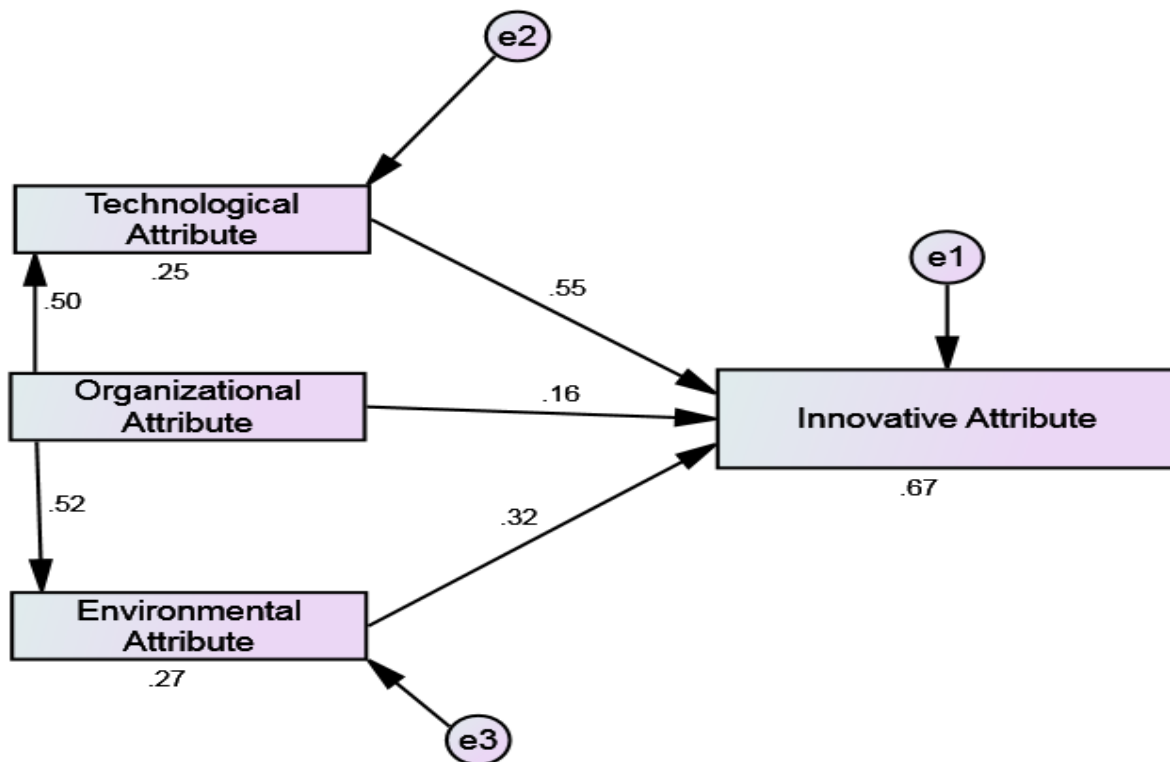 e2
Technological
Attribute
.25
.50
.55
e1
Organizational
Attribute
.16
Innovative Attribute
.67
.52
.32
Environmental
Attribute
.27
e3